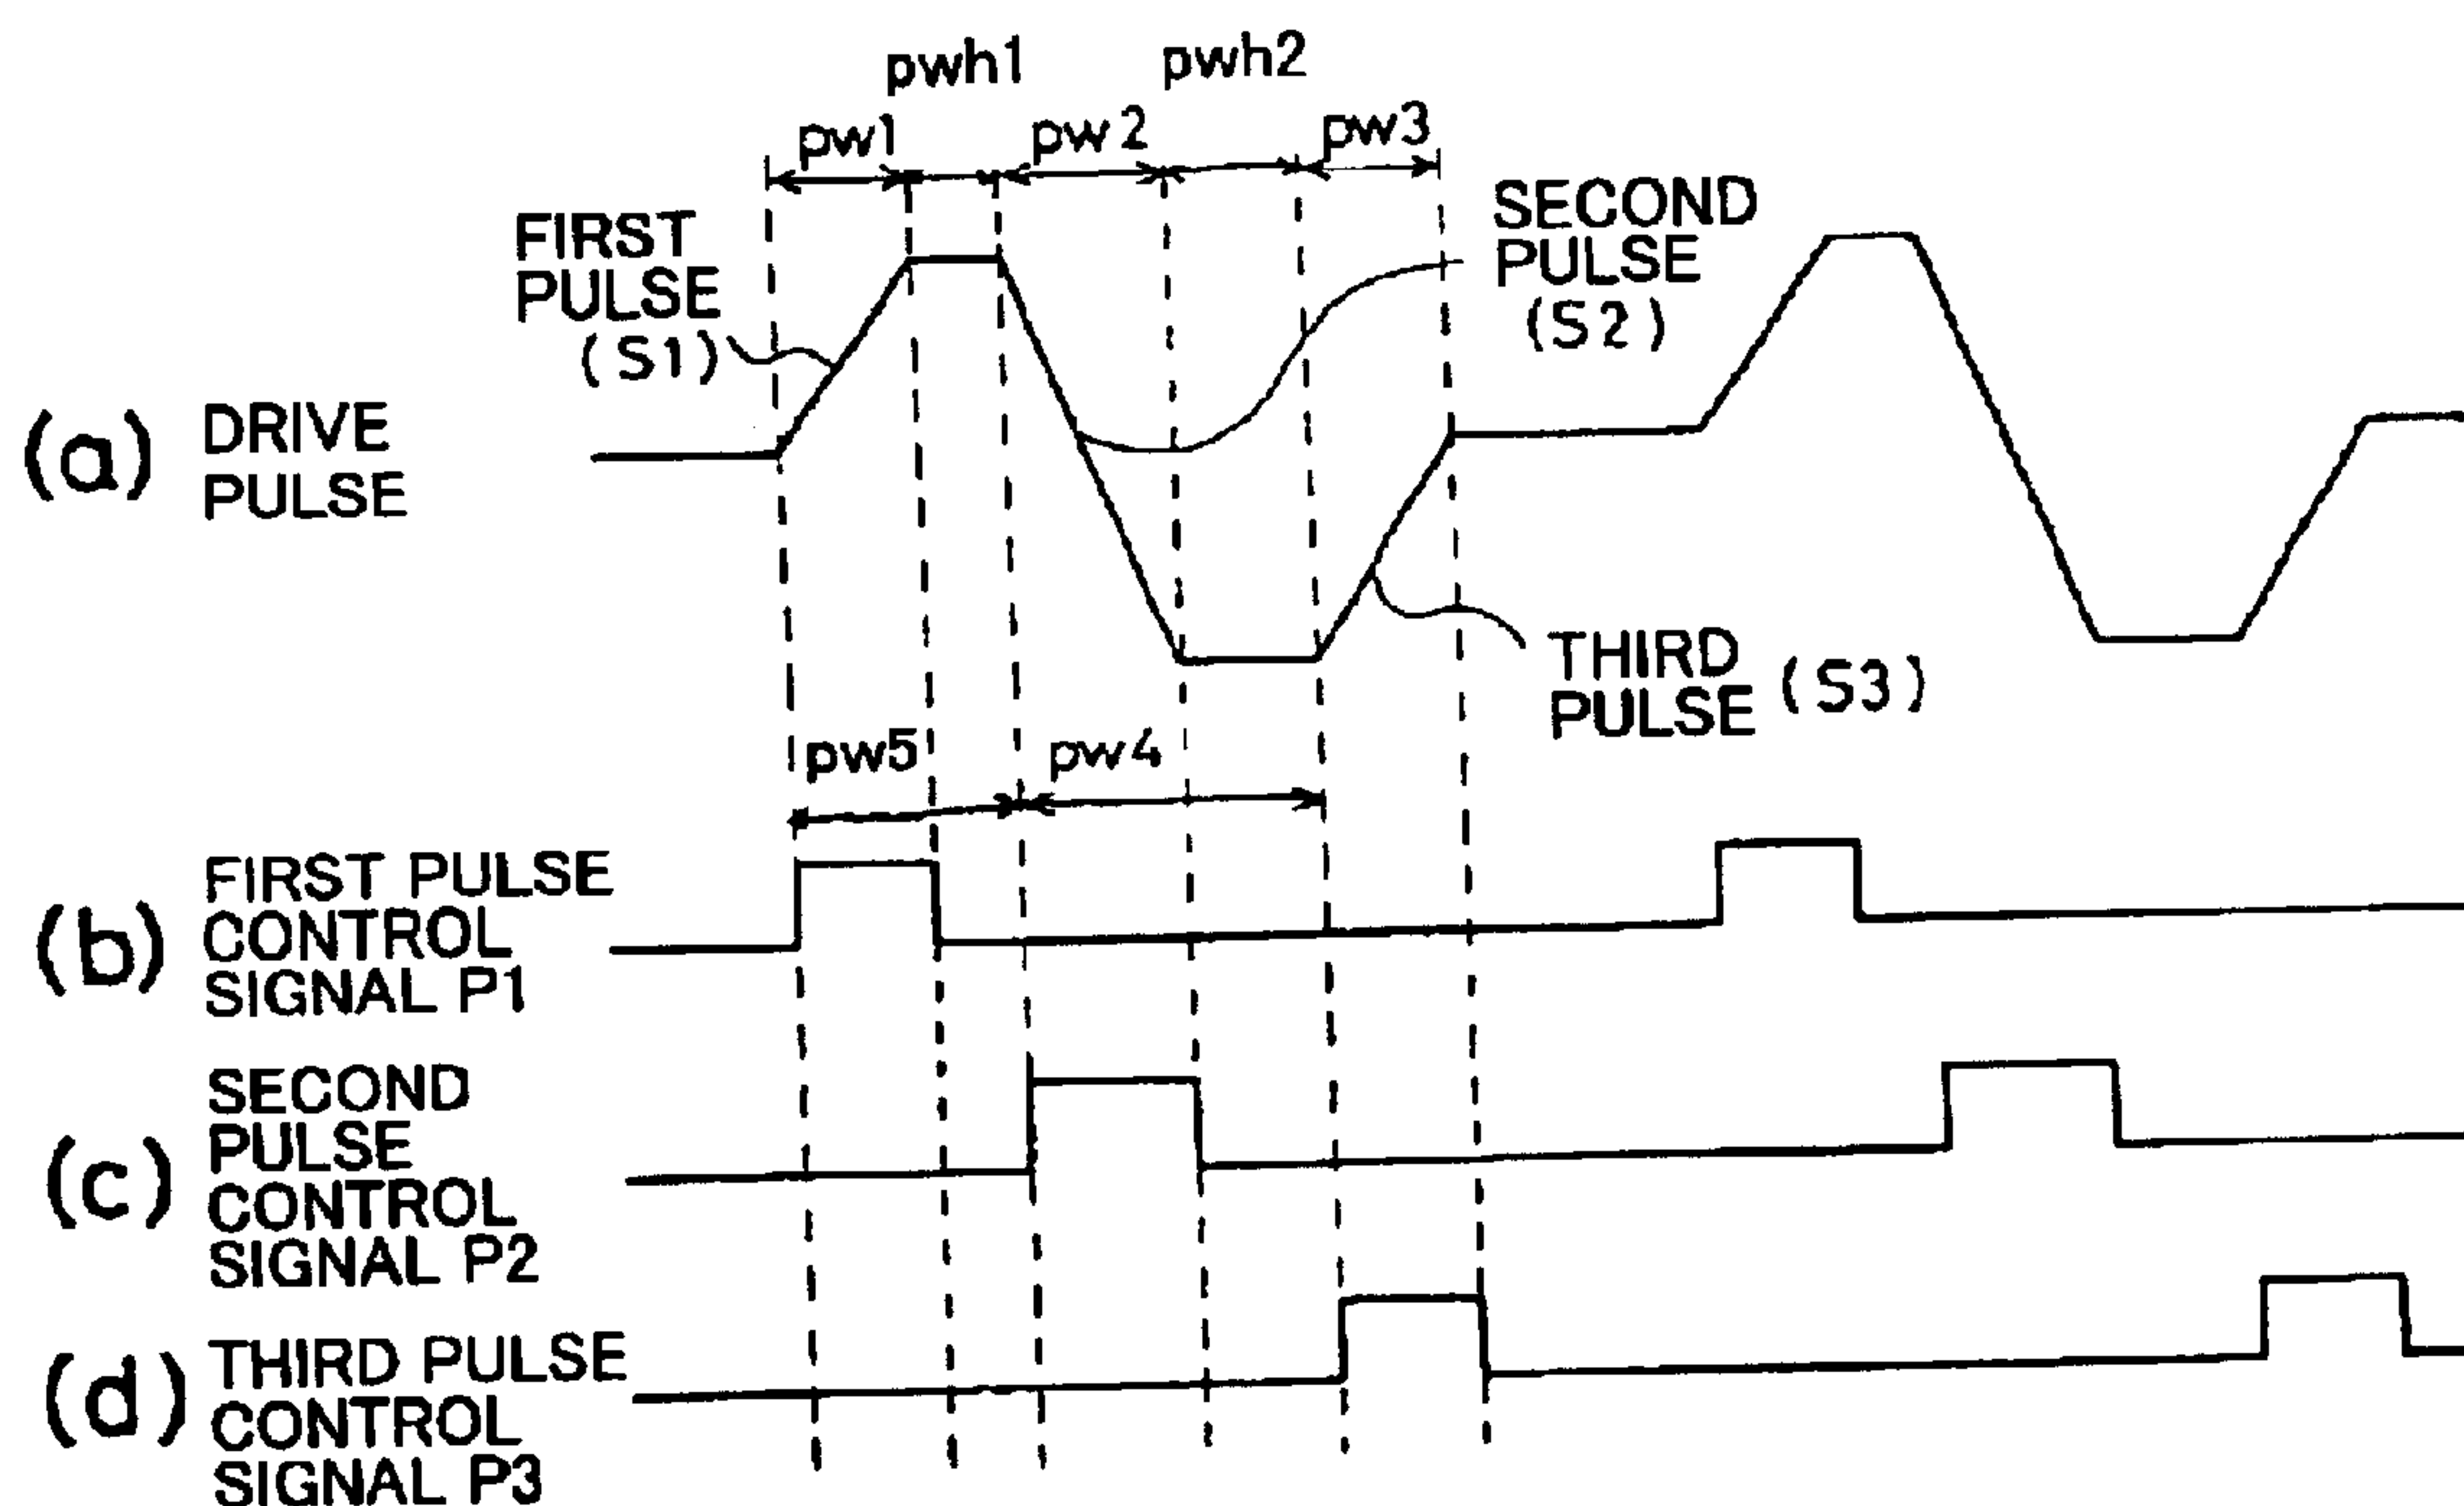 pwh1 pwh2
pw1 pw2 pw3
FIRST
PULSE
(S1)
SECOND
PULSE
(S2)
(a) DRIVE
PULSE
THIRD
PULSE (S3)
pw5 pw4
(b) FIRST PULSE
CONTROL
SIGNAL P1
(c) SECOND
PULSE
CONTROL
SIGNAL P2
(d) THIRD PULSE
CONTROL
SIGNAL P3